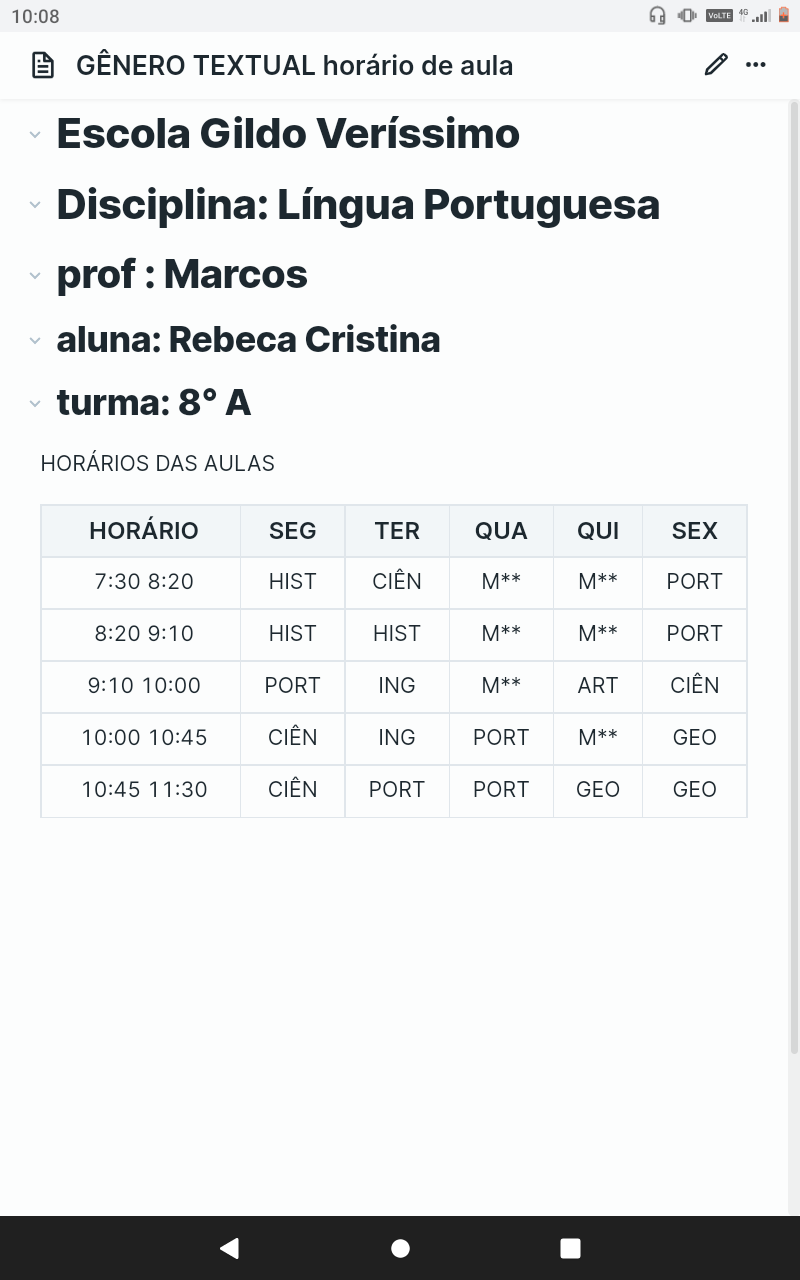 10:08
VoLTE 4G
GÊNERO TEXTUAL horário de aula
Escola Gildo Veríssimo
Disciplina: Língua Portuguesa
prof : Marcos
aluna: Rebeca Cristina
turma: 8° A
HORÁRIOS DAS AULAS
HORÁRIO SEG TER QUA QUI SEX
7:30 8:20 HIST CIÊN M** M** PORT
8:20 9:10 HIST HIST M** M** PORT
9:10 10:00 PORT ING M** ART CIÊN
10:00 10:45 CIÊN ING PORT M** GEO
10:45 11:30 CIÊN PORT PORT GEO GEO